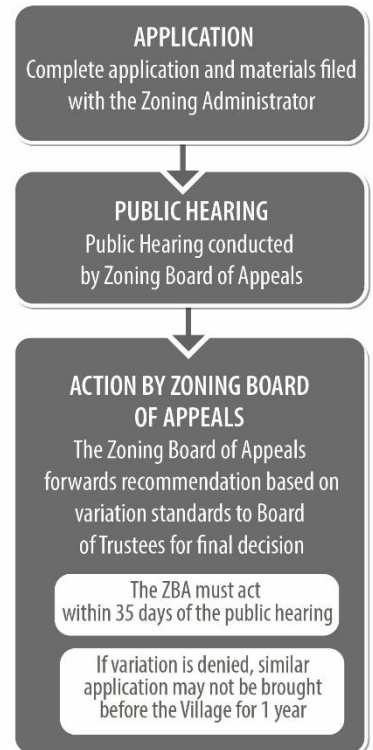 APPLICATION
Complete application and materials filed
with the Zoning Administrator
PUBLIC HEARING
Public Hearing conducted
by Zoning Board of Appeals
ACTION BY ZONING BOARD
OF APPEALS
The Zoning Board of Appeals
forwards recommendation based on
variation standards to Board
of Trustees for final decision
The ZBA must act
within 35 days of the public hearing
If variation is denied, similar
application may not be brought
before the Village for 1 year